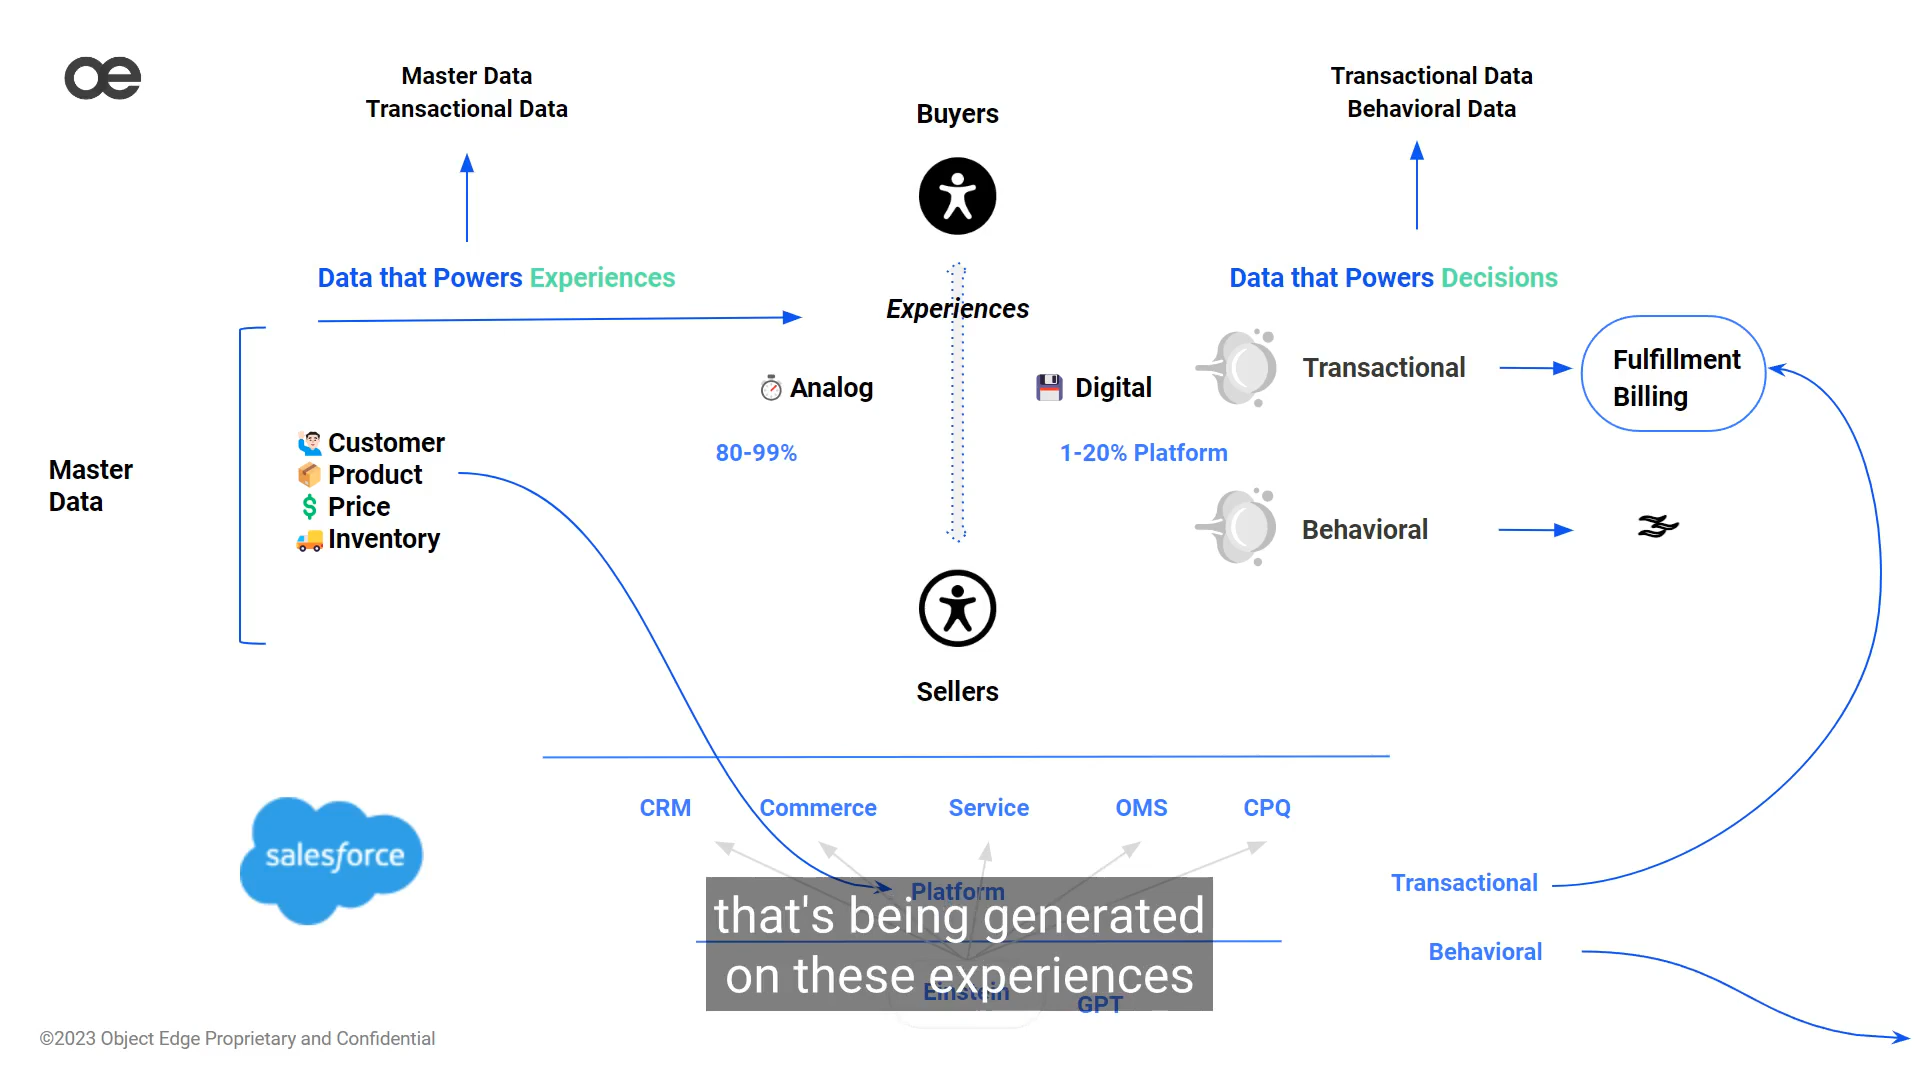 oe
Master Data
Transactional Data
Transactional Data
Behavioral Data
Buyers
Data that Powers Experiences
Experiences
Data that Powers Decisions
Analog
Digital
Transactional
Fulfillment
Billing
80-99%
1-20% Platform
Master
Data
Customer
Product
Price
Inventory
Behavioral
Sellers
CRM
Commerce
Service
OMS
CPQ
salesforce
Platform
that's being generated
on these experiences
Einstein
GPT
Transactional
Behavioral
©2023 Object Edge Proprietary and Confidential